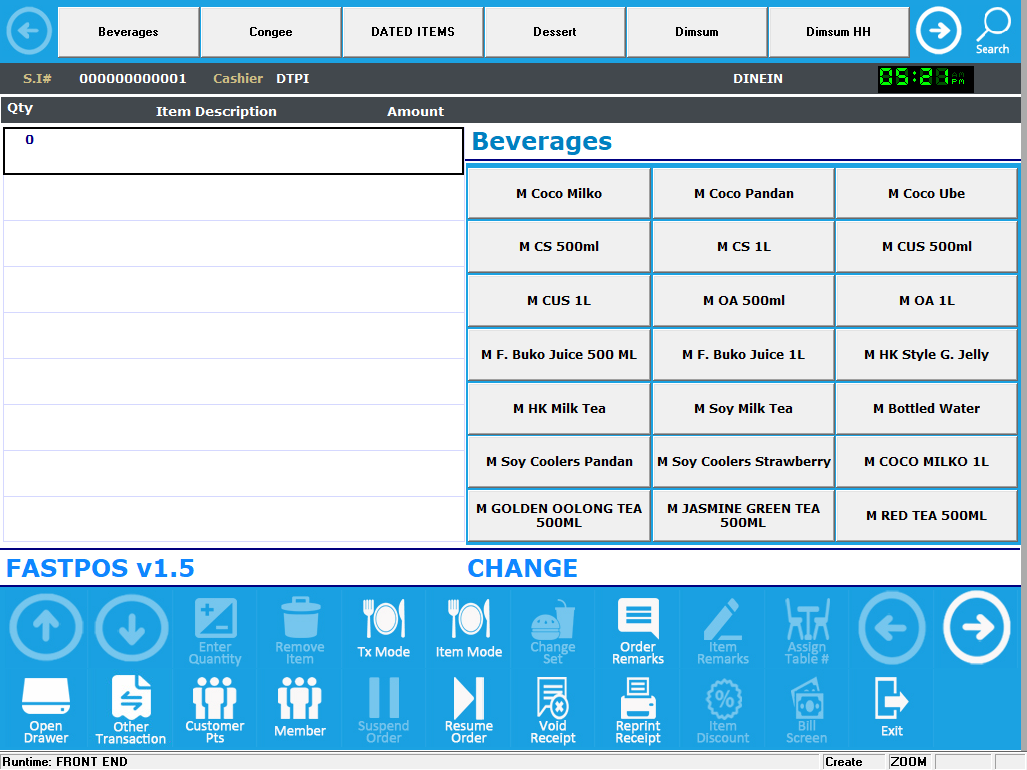 Beverages Congee DATED ITEMS Dessert Dimsum Dimsum HH Search
S.I# 000000000001 Cashier DTPI DINEIN 05:21 PM
Qty Item Description Amount
0
Beverages
M Coco Milko M Coco Pandan M Coco Ube
M CS 500ml M CS 1L M CUS 500ml
M CUS 1L M OA 500ml M OA 1L
M F. Buko Juice 500 ML M F. Buko Juice 1L M HK Style G. Jelly
M HK Milk Tea M Soy Milk Tea M Bottled Water
M Soy Coolers Pandan M Soy Coolers Strawberry M COCO MILKO 1L
M GOLDEN OOLONG TEA 500ML M JASMINE GREEN TEA 500ML M RED TEA 500ML
FASTPOS v1.5 CHANGE
Enter Quantity Remove Item Tx Mode Item Mode Change Set Order Remarks Item Remarks Assign Table #
Open Drawer Other Transaction Customer Pts Member Suspend Order Resume Order Void Receipt Reprint Receipt Item Discount Bill Screen Exit
Runtime: FRONT END Create ZOOM